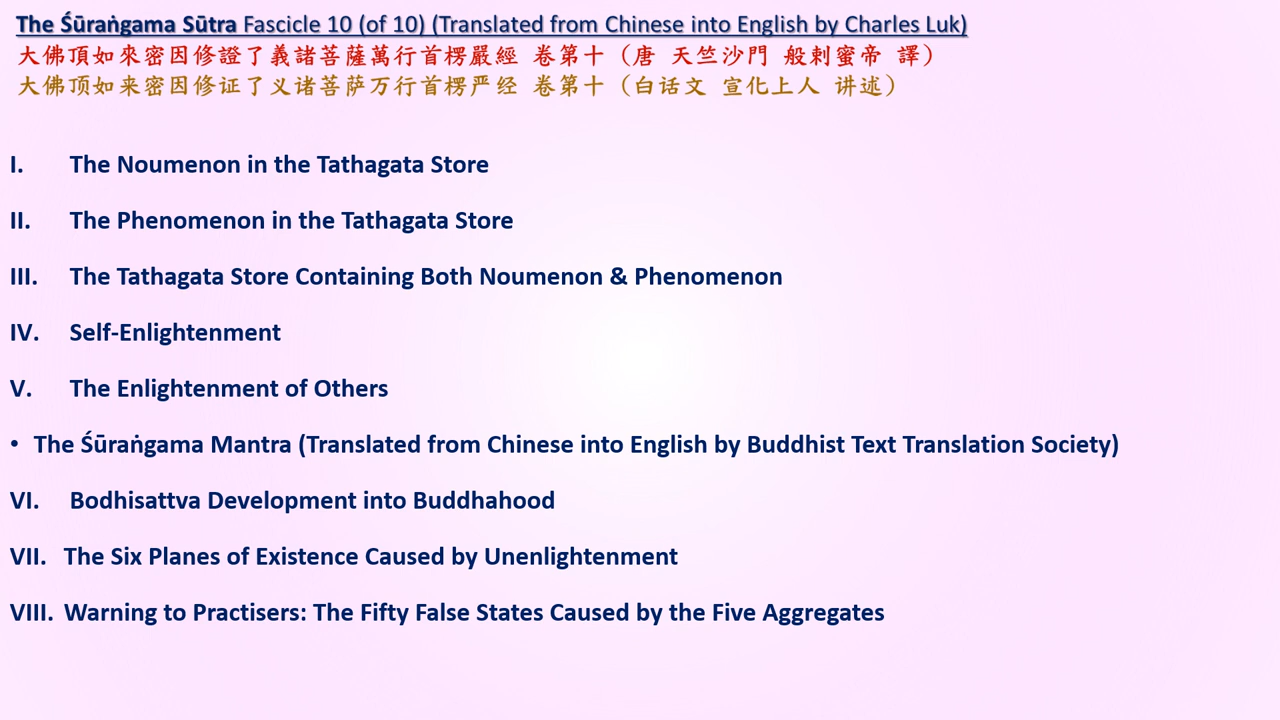 The Śūraṅgama Sūtra Fascicle 10 (of 10) (Translated from Chinese into English by Charles Luk)
大佛頂如來密因修證了義諸菩薩萬行首楞嚴經 卷第十（唐 天竺沙門 般剌蜜帝 譯）
大佛顶如来密因修证了义诸菩萨万行首楞严经 卷第十（白话文 宣化上人 讲述）
I. The Noumenon in the Tathagata Store
II. The Phenomenon in the Tathagata Store
III. The Tathagata Store Containing Both Noumenon & Phenomenon
IV. Self-Enlightenment
V. The Enlightenment of Others
• The Śūraṅgama Mantra (Translated from Chinese into English by Buddhist Text Translation Society)
VI. Bodhisattva Development into Buddhahood
VII. The Six Planes of Existence Caused by Unenlightenment
VIII. Warning to Practisers: The Fifty False States Caused by the Five Aggregates